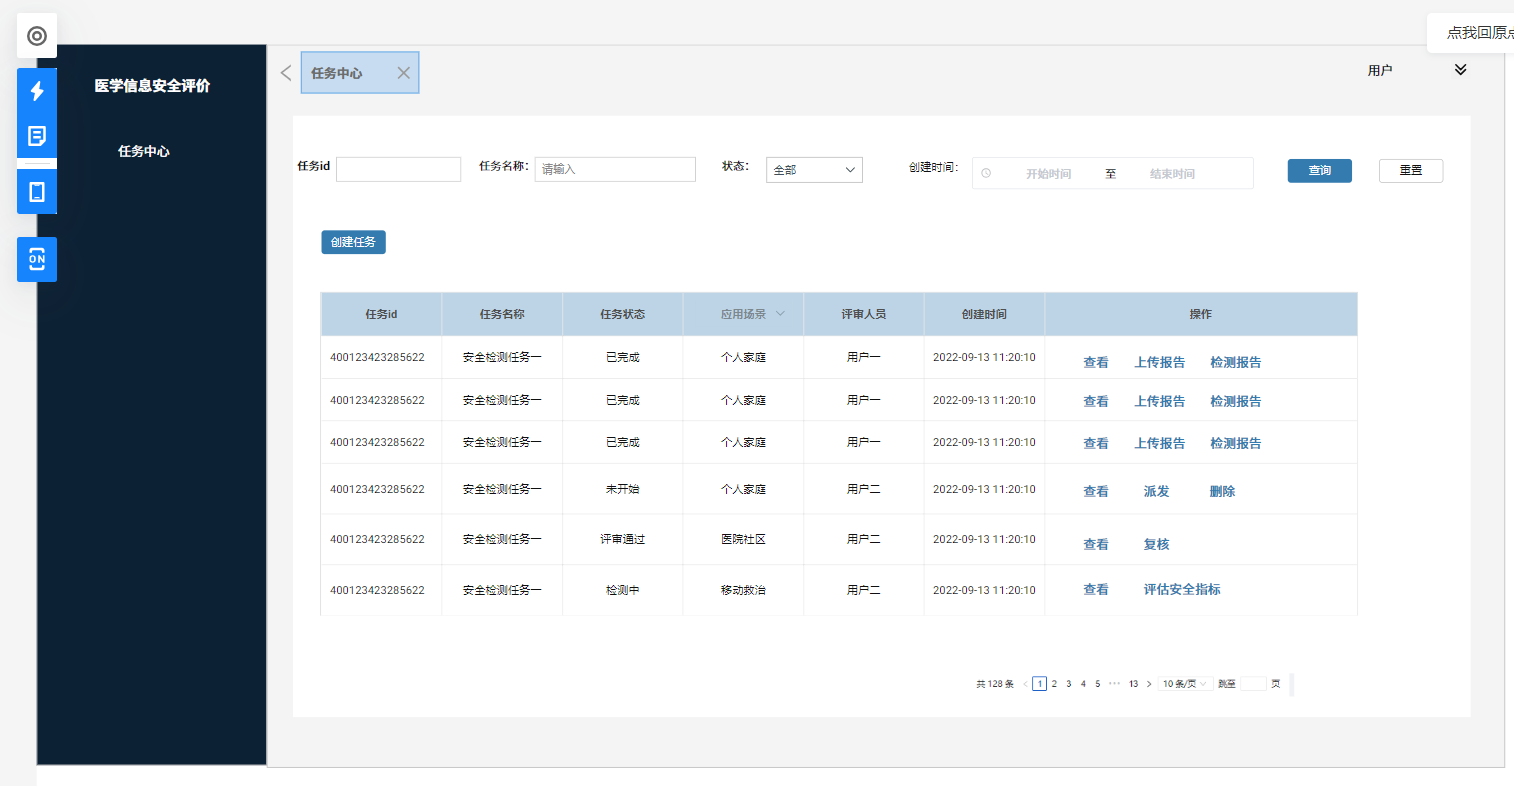 点我回原点
任务中心
用户
医学信息安全评价
任务中心
ON
任务id 任务名称： 请输入 状态： 全部 创建时间： 开始时间 至 结束时间 查询 重置
创建任务
任务id 任务名称 任务状态 应用场景 评审人员 创建时间 操作
400123423285622 安全检测任务一 已完成 个人家庭 用户一 2022-09-13 11:20:10 查看 上传报告 检测报告
400123423285622 安全检测任务一 已完成 个人家庭 用户一 2022-09-13 11:20:10 查看 上传报告 检测报告
400123423285622 安全检测任务一 已完成 个人家庭 用户一 2022-09-13 11:20:10 查看 上传报告 检测报告
400123423285622 安全检测任务一 未开始 个人家庭 用户二 2022-09-13 11:20:10 查看 派发 删除
400123423285622 安全检测任务一 评审通过 医院社区 用户二 2022-09-13 11:20:10 查看 复核
400123423285622 安全检测任务一 检测中 移动救治 用户二 2022-09-13 11:20:10 查看 评估安全指标
共 128 条 < 1 2 3 4 5 ··· 13 > 10 条/页 跳至 页